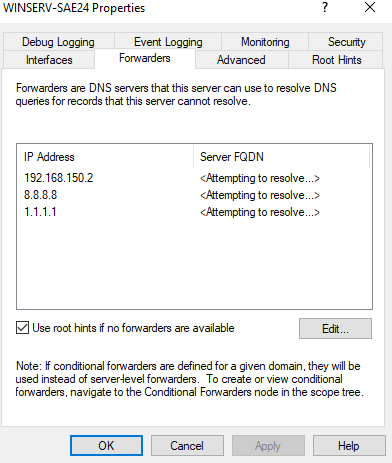 WINSERV-SAE24 Properties
? ×
Debug Logging Event Logging Monitoring Security
Interfaces Forwarders Advanced Root Hints
Forwarders are DNS servers that this server can use to resolve DNS
queries for records that this server cannot resolve.
IP Address Server FQDN
192.168.150.2 <Attempting to resolve...>
8.8.8.8 <Attempting to resolve...>
1.1.1.1 <Attempting to resolve...>
Use root hints if no forwarders are available Edit...
Note: If conditional forwarders are defined for a given domain, they will be
used instead of server-level forwarders. To create or view conditional
forwarders, navigate to the Conditional Forwarders node in the scope tree.
OK Cancel Apply Help